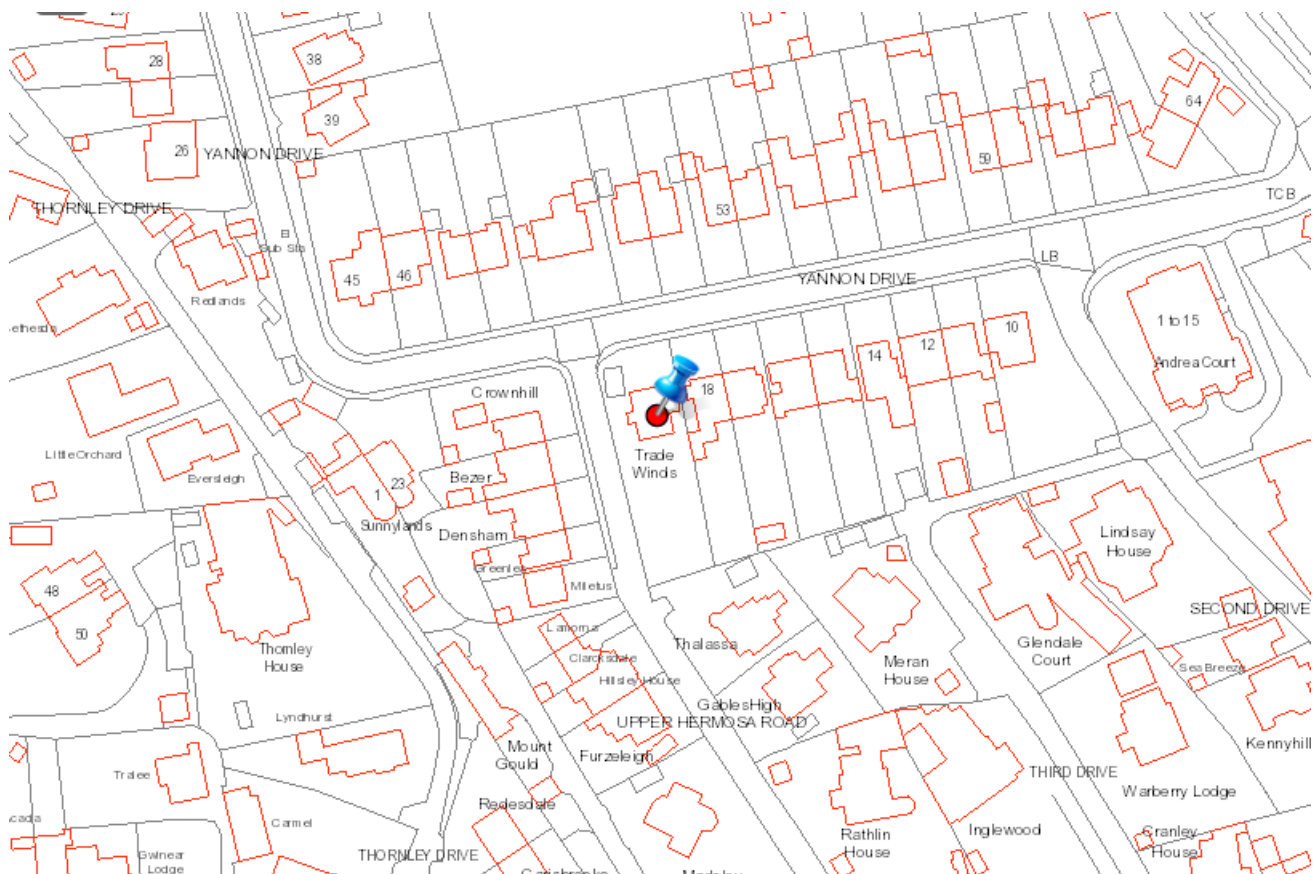 28
38
39
26
YANNON DRIVE
THORNLEY DRIVE
64
59
53
TCB
El
Sub Sta
45
46
LB
YANNON DRIVE
Redlands
1 to 15
Andrea Court
10
12
14
18
Crownhill
Trade
Winds
Little Orchard
Eversleigh
Bezer
23
1
Sunnylands
Densham
Greenlee
Miletus
Lindsay
House
48
50
Thornley
House
Lanorma
Clarcksdale
Hillsley House
Thalassa
Meran
House
Glendale
Court
SECOND DRIVE
Sea Breeze
Gables High
UPPER HERMOSA ROAD
Lyndhurst
Mount
Gould
Furzeleigh
Kennyhill
Tralee
THIRD DRIVE
Warberry Lodge
Redesdale
Carmel
Inglewood
Rathlin
House
Cranley
House
THORNLEY DRIVE
Gwinear
Lodge